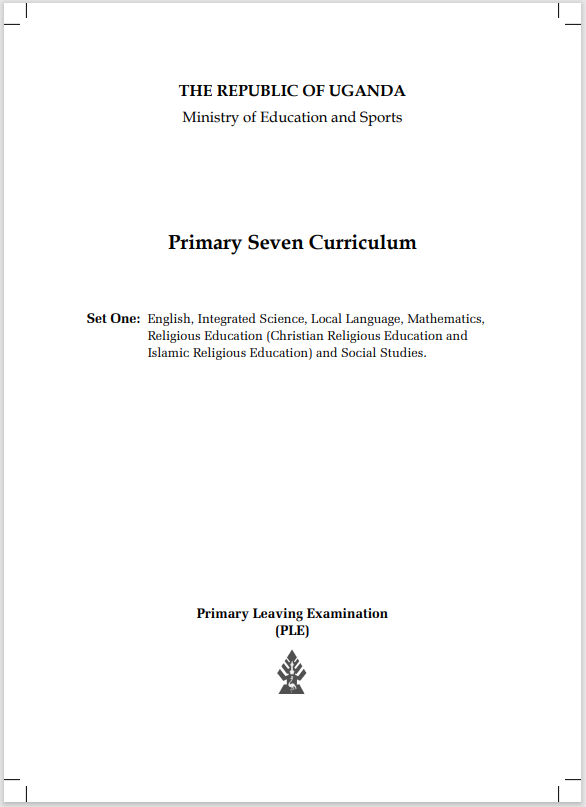 THE REPUBLIC OF UGANDA
Ministry of Education and Sports
Primary Seven Curriculum
Set One: English, Integrated Science, Local Language, Mathematics,
Religious Education (Christian Religious Education and
Islamic Religious Education) and Social Studies.
Primary Leaving Examination
(PLE)